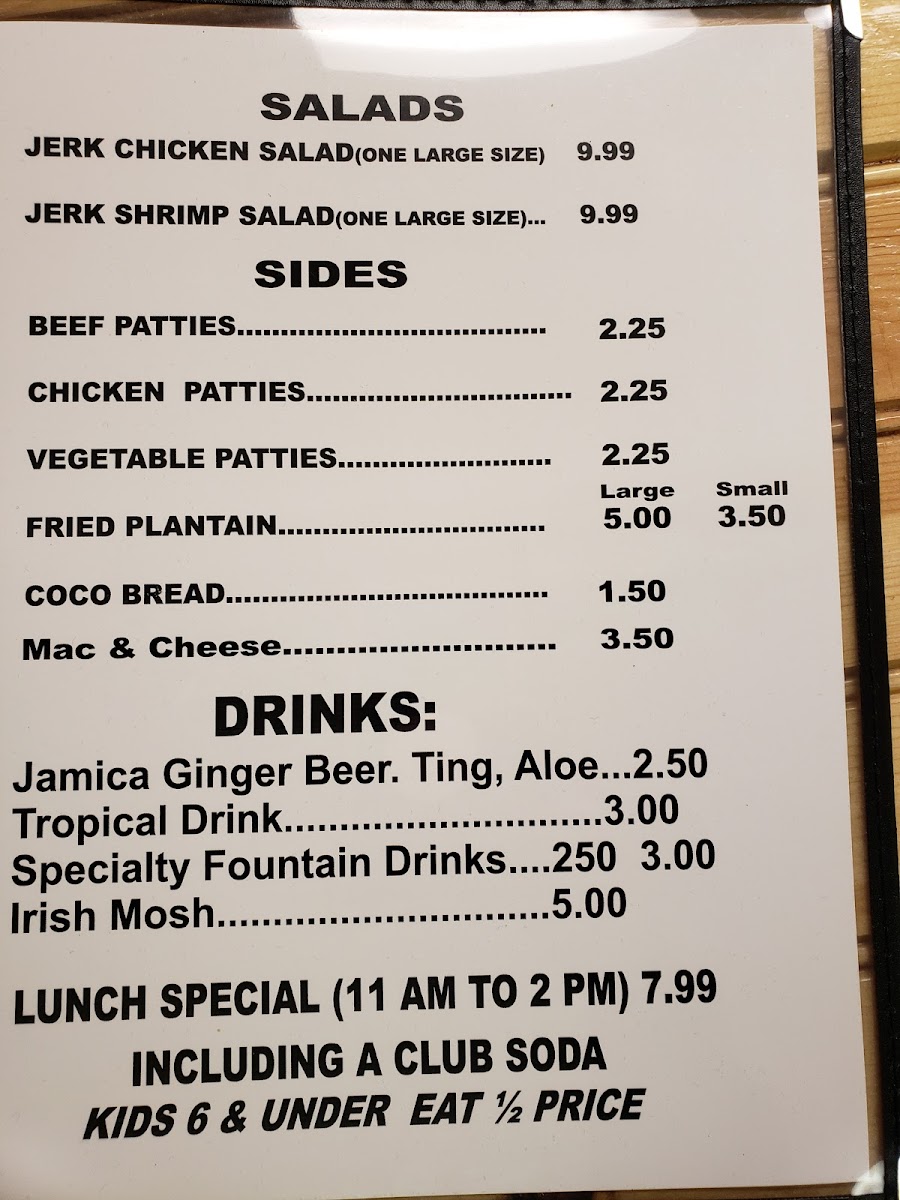 SALADS
JERK CHICKEN SALAD(ONE LARGE SIZE) 9.99
JERK SHRIMP SALAD(ONE LARGE SIZE)... 9.99
SIDES
BEEF PATTIES................................... 2.25
CHICKEN PATTIES.............................. 2.25
VEGETABLE PATTIES........................ 2.25
Large Small
FRIED PLANTAIN.............................. 5.00 3.50
COCO BREAD.................................... 1.50
Mac & Cheese.......................... 3.50
DRINKS:
Jamica Ginger Beer. Ting, Aloe...2.50
Tropical Drink.............................3.00
Specialty Fountain Drinks....250 3.00
Irish Mosh..............................5.00
LUNCH SPECIAL (11 AM TO 2 PM) 7.99
INCLUDING A CLUB SODA
KIDS 6 & UNDER EAT ½ PRICE